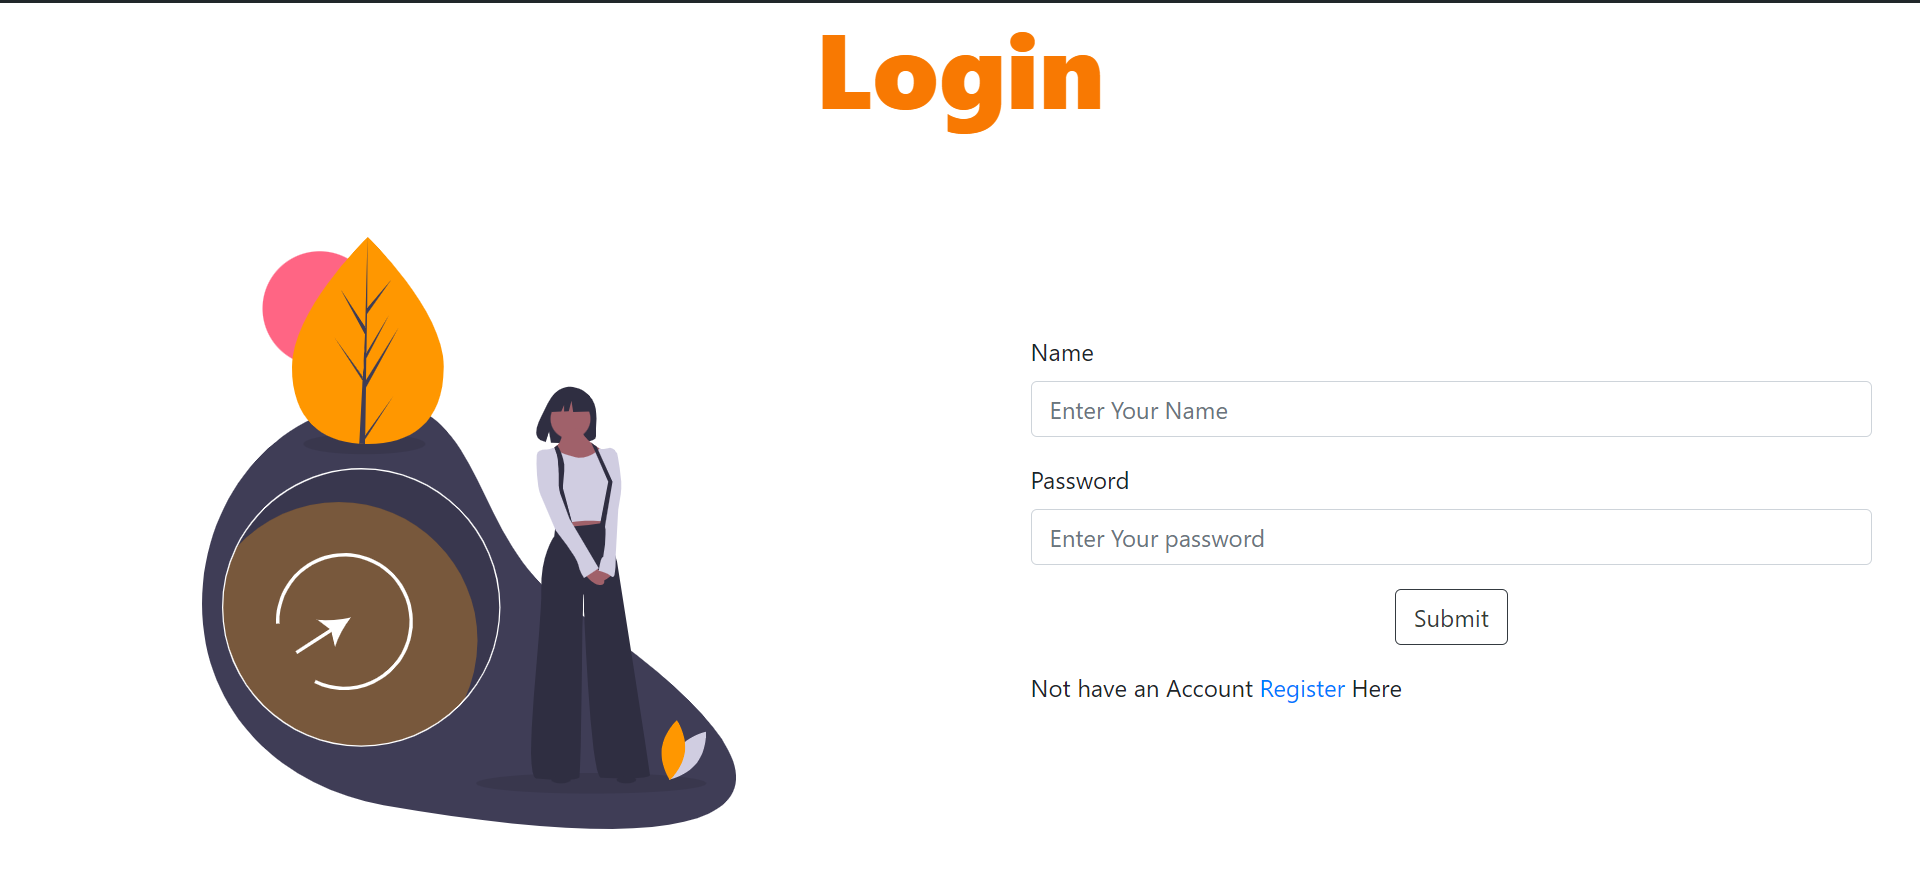 Login
Name
Enter Your Name
Password
Enter Your password
Submit
Not have an Account Register Here